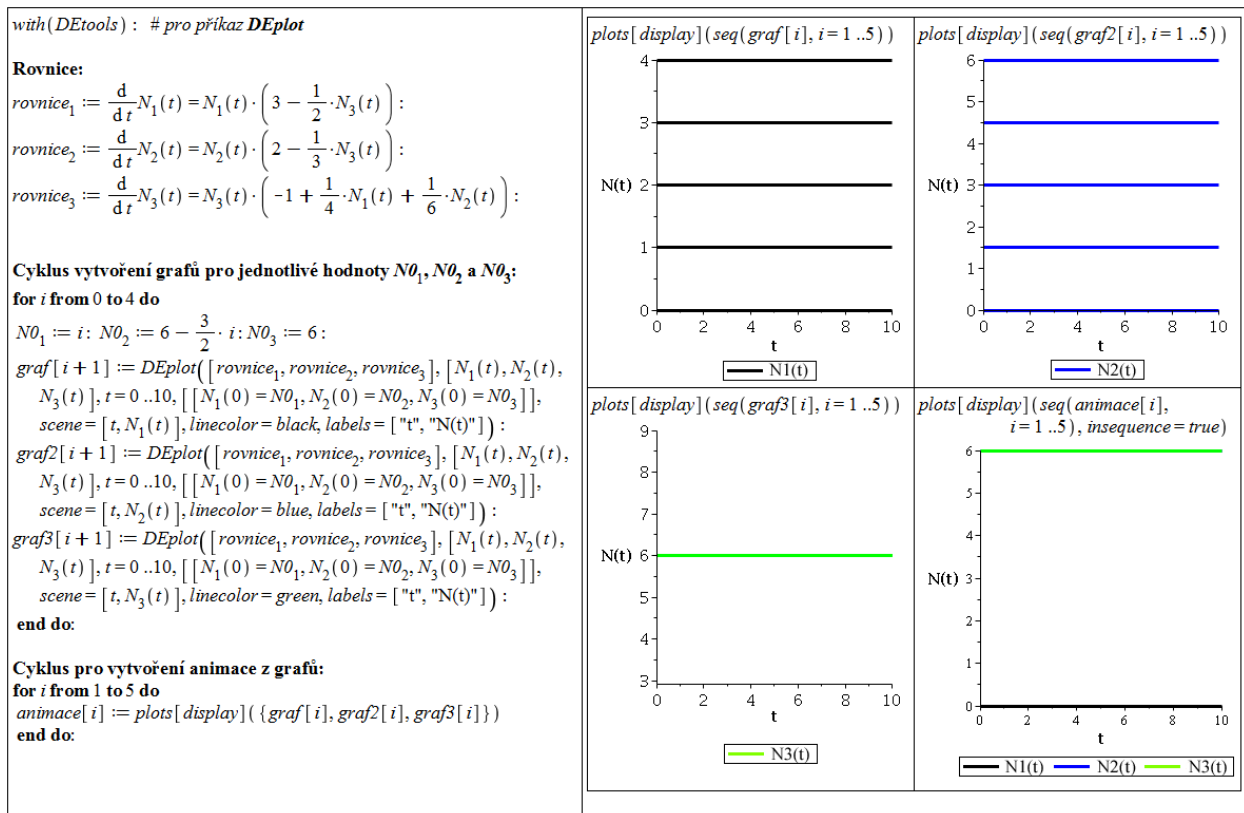 with(DEtools) :  # pro příkaz DEplot
Rovnice:
rovnice₁ := d/dt N₁(t) = N₁(t)·(3 − 1/2·N₃(t)) :
rovnice₂ := d/dt N₂(t) = N₂(t)·(2 − 1/3·N₃(t)) :
rovnice₃ := d/dt N₃(t) = N₃(t)·(-1 + 1/4·N₁(t) + 1/6·N₂(t)) :
Cyklus vytvoření grafů pro jednotlivé hodnoty N0₁, N0₂ a N0₃:
for i from 0 to 4 do
N0₁ := i : N0₂ := 6 − 3/2 · i : N0₃ := 6 :
graf[i + 1] := DEplot([rovnice₁, rovnice₂, rovnice₃], [N₁(t), N₂(t),
N₃(t)], t = 0 ..10, [[N₁(0) = N0₁, N₂(0) = N0₂, N₃(0) = N0₃]],
scene = [t, N₁(t)], linecolor = black, labels = ["t", "N(t)"]) :
graf2[i + 1] := DEplot([rovnice₁, rovnice₂, rovnice₃], [N₁(t), N₂(t),
N₃(t)], t = 0 ..10, [[N₁(0) = N0₁, N₂(0) = N0₂, N₃(0) = N0₃]],
scene = [t, N₂(t)], linecolor = blue, labels = ["t", "N(t)"]) :
graf3[i + 1] := DEplot([rovnice₁, rovnice₂, rovnice₃], [N₁(t), N₂(t),
N₃(t)], t = 0 ..10, [[N₁(0) = N0₁, N₂(0) = N0₂, N₃(0) = N0₃]],
scene = [t, N₃(t)], linecolor = green, labels = ["t", "N(t)"]) :
end do:
Cyklus pro vytvoření animace z grafů:
for i from 1 to 5 do
animace[i] := plots[display]({graf[i], graf2[i], graf3[i]})
end do:
plots[display](seq(graf[i], i = 1 ..5))
4
3
N(t) 2
1
0
0 2 4 6 8 10
t
N1(t)
plots[display](seq(graf2[i], i = 1 ..5))
6
5
4
N(t) 3
2
1
0
0 2 4 6 8 10
t
N2(t)
plots[display](seq(graf3[i], i = 1 ..5))
9
8
7
N(t) 6
5
4
3
0 2 4 6 8 10
t
N3(t)
plots[display](seq(animace[i],
i = 1 ..5), insequence = true)
6
5
4
N(t) 3
2
1
0
0 2 4 6 8 10
t
N1(t) N2(t) N3(t)